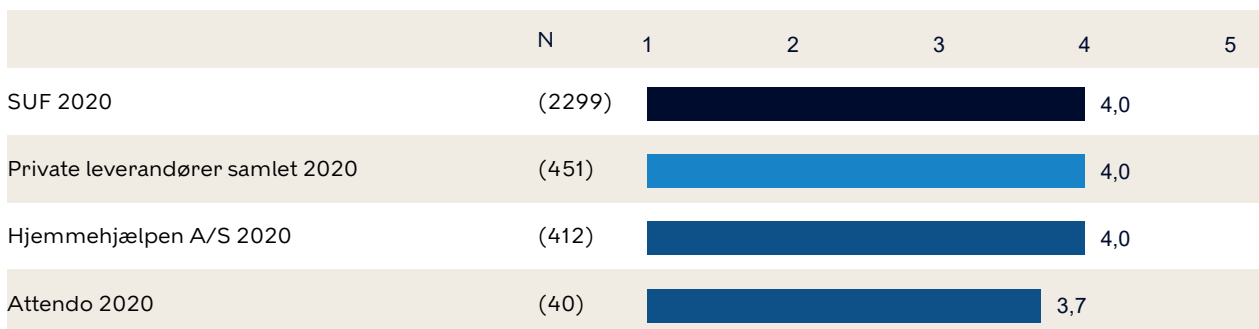 N 1 2 3 4 5
SUF 2020 (2299) 4,0
Private leverandører samlet 2020 (451) 4,0
Hjemmehjælpen A/S 2020 (412) 4,0
Attendo 2020 (40) 3,7